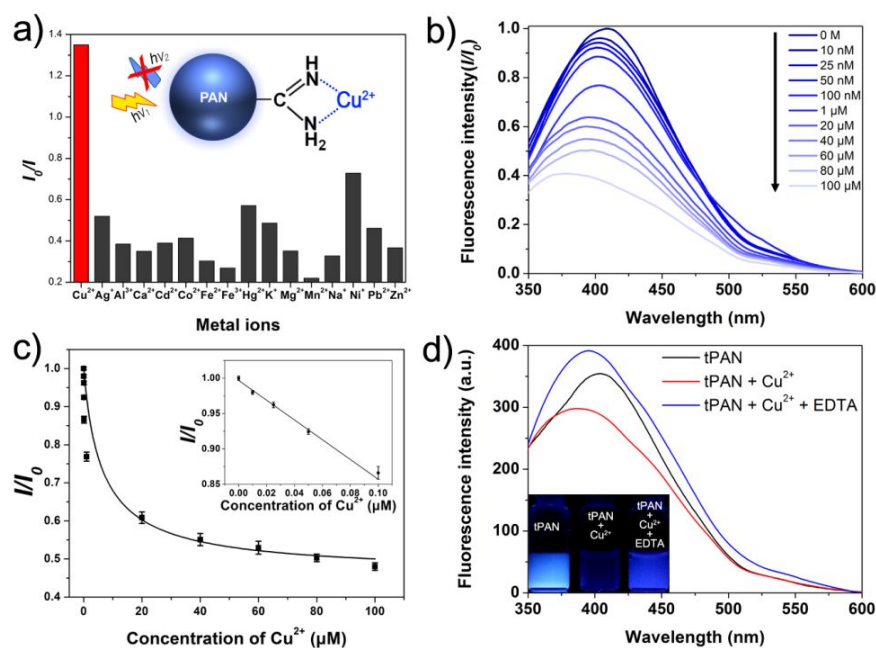 a)
I₀/I
1.4
1.2
1.0
0.8
0.6
0.4
0.2
hν₂
hν₁
PAN
C
NH
N
H₂
Cu²⁺
Cu²⁺ Ag⁺ Al³⁺ Ca²⁺ Cd²⁺ Co²⁺ Fe²⁺ Fe³⁺ Hg²⁺ K⁺ Mg²⁺ Mn²⁺ Na⁺ Ni⁺ Pb²⁺ Zn²⁺
Metal ions
b)
Fluorescence intensity(I/I₀)
1.0
0.8
0.6
0.4
0.2
0.0
0 M
10 nM
25 nM
50 nM
100 nM
1 μM
20 μM
40 μM
60 μM
80 μM
100 μM
350 400 450 500 550 600
Wavelength (nm)
c)
I/I₀
1.0
0.9
0.8
0.7
0.6
0.5
0.4
0.3
0 20 40 60 80 100
Concentration of Cu²⁺ (μM)
I/I₀
1.00
0.95
0.90
0.85
0.00 0.02 0.04 0.06 0.08 0.10
Concentration of Cu²⁺ (μM)
d)
Fluorescence intensity (a.u.)
400
300
200
100
0
tPAN
tPAN + Cu²⁺
tPAN + Cu²⁺ + EDTA
tPAN
tPAN
+
Cu²⁺
tPAN
+
Cu²⁺
+
EDTA
350 400 450 500 550 600
Wavelength (nm)